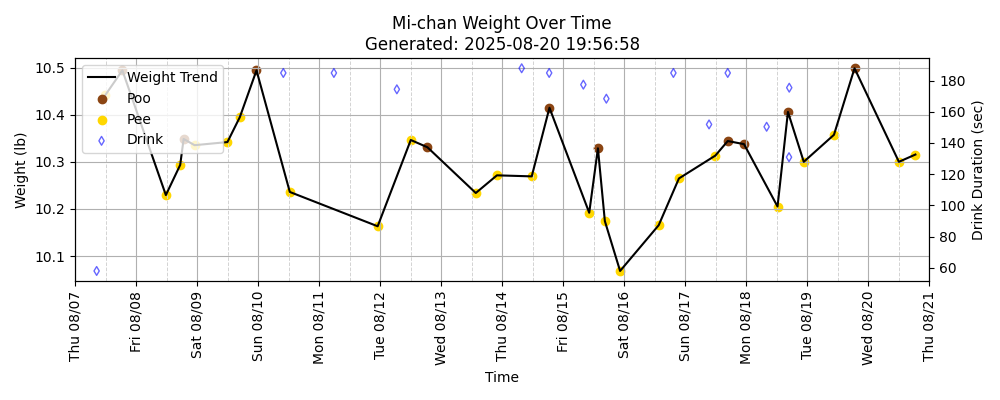 Mi-chan Weight Over Time
Generated: 2025-08-20 19:56:58
Weight (lb)
10.5
10.4
10.3
10.2
10.1
Weight Trend
Poo
Pee
Drink
180
160
140
120
100
80
60
Drink Duration (sec)
Thu 08/07
Fri 08/08
Sat 08/09
Sun 08/10
Mon 08/11
Tue 08/12
Wed 08/13
Thu 08/14
Fri 08/15
Sat 08/16
Sun 08/17
Mon 08/18
Tue 08/19
Wed 08/20
Thu 08/21
Time